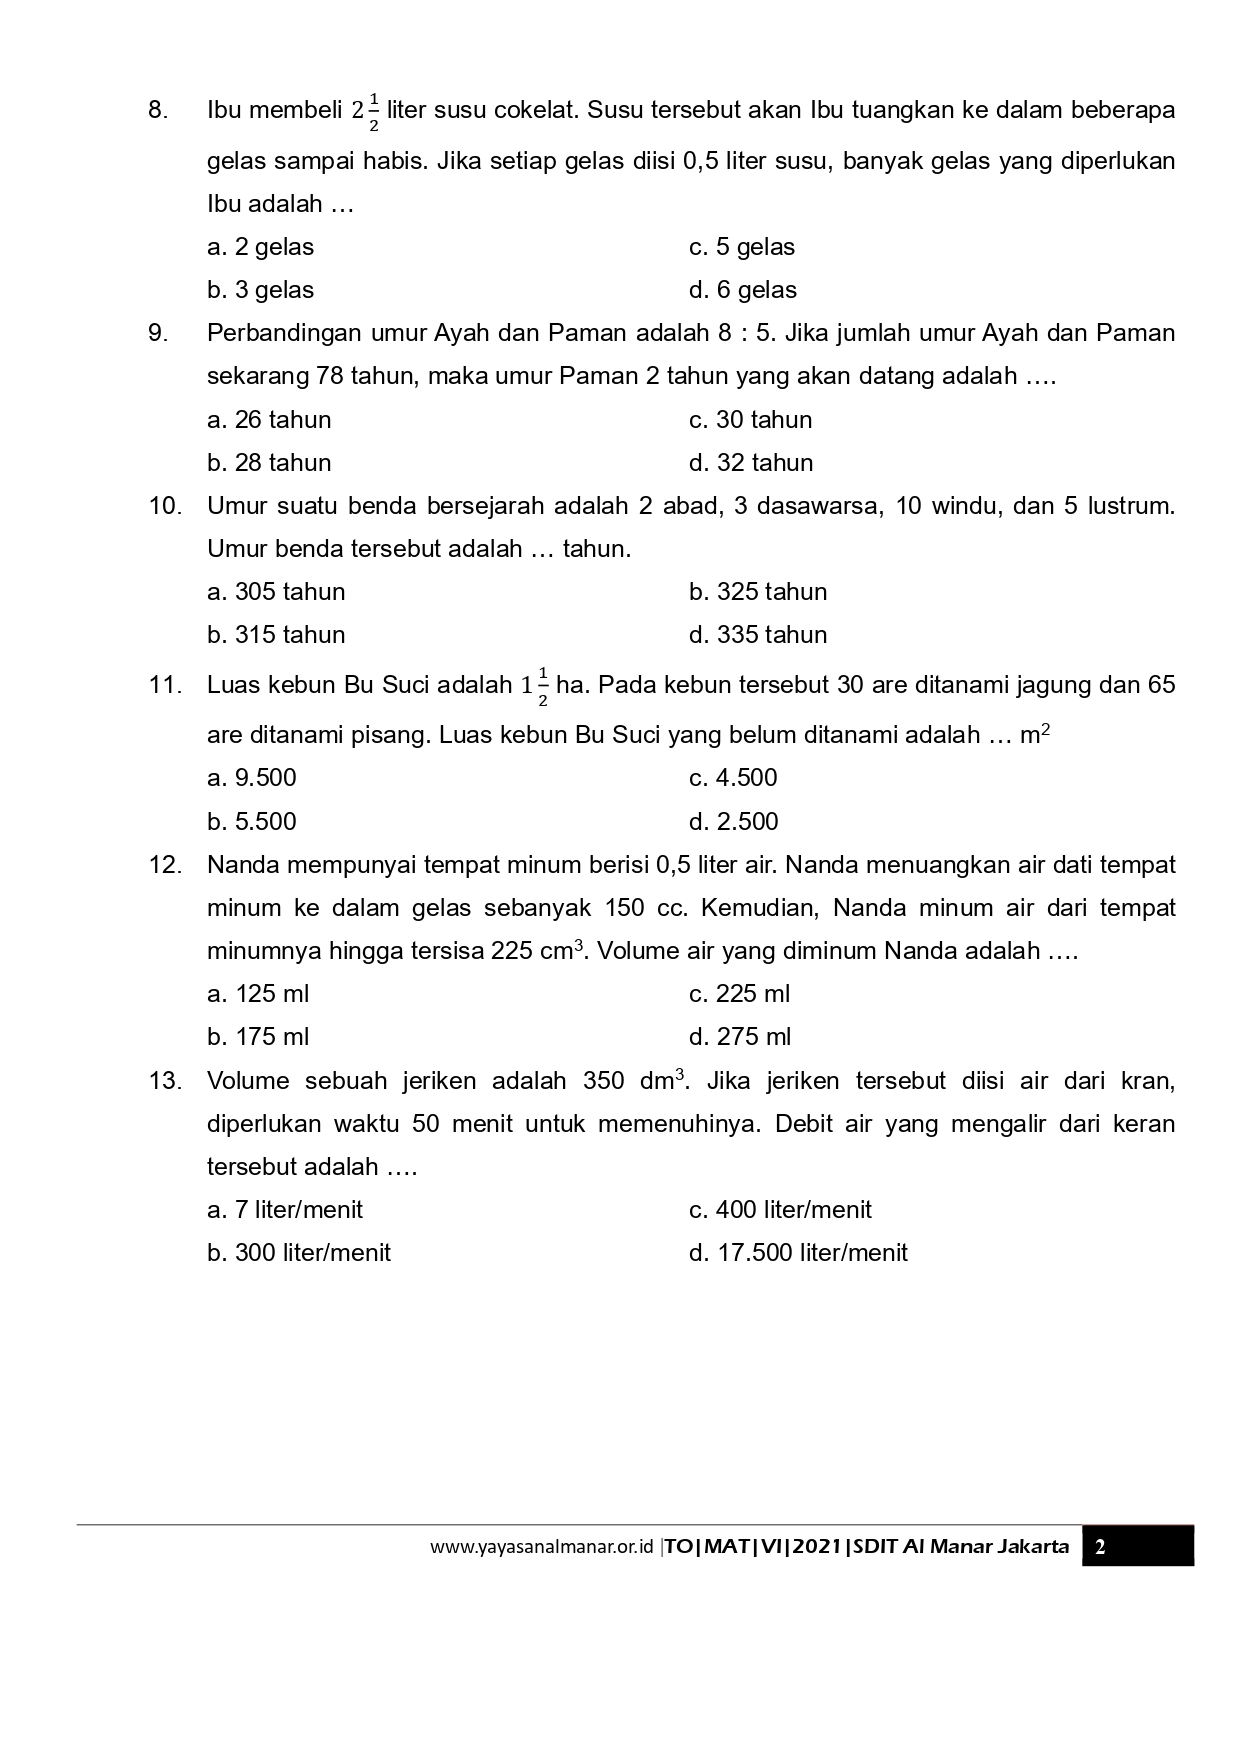 8. Ibu membeli 2 1/2 liter susu cokelat. Susu tersebut akan Ibu tuangkan ke dalam beberapa
gelas sampai habis. Jika setiap gelas diisi 0,5 liter susu, banyak gelas yang diperlukan
Ibu adalah …
a. 2 gelas c. 5 gelas
b. 3 gelas d. 6 gelas
9. Perbandingan umur Ayah dan Paman adalah 8 : 5. Jika jumlah umur Ayah dan Paman
sekarang 78 tahun, maka umur Paman 2 tahun yang akan datang adalah ….
a. 26 tahun c. 30 tahun
b. 28 tahun d. 32 tahun
10. Umur suatu benda bersejarah adalah 2 abad, 3 dasawarsa, 10 windu, dan 5 lustrum.
Umur benda tersebut adalah … tahun.
a. 305 tahun b. 325 tahun
b. 315 tahun d. 335 tahun
11. Luas kebun Bu Suci adalah 1 1/2 ha. Pada kebun tersebut 30 are ditanami jagung dan 65
are ditanami pisang. Luas kebun Bu Suci yang belum ditanami adalah … m²
a. 9.500 c. 4.500
b. 5.500 d. 2.500
12. Nanda mempunyai tempat minum berisi 0,5 liter air. Nanda menuangkan air dati tempat
minum ke dalam gelas sebanyak 150 cc. Kemudian, Nanda minum air dari tempat
minumnya hingga tersisa 225 cm³. Volume air yang diminum Nanda adalah ….
a. 125 ml c. 225 ml
b. 175 ml d. 275 ml
13. Volume sebuah jeriken adalah 350 dm³. Jika jeriken tersebut diisi air dari kran,
diperlukan waktu 50 menit untuk memenuhinya. Debit air yang mengalir dari keran
tersebut adalah ….
a. 7 liter/menit c. 400 liter/menit
b. 300 liter/menit d. 17.500 liter/menit
www.yayasanalmanar.or.id |TO|MAT|VI|2021|SDIT Al Manar Jakarta 2